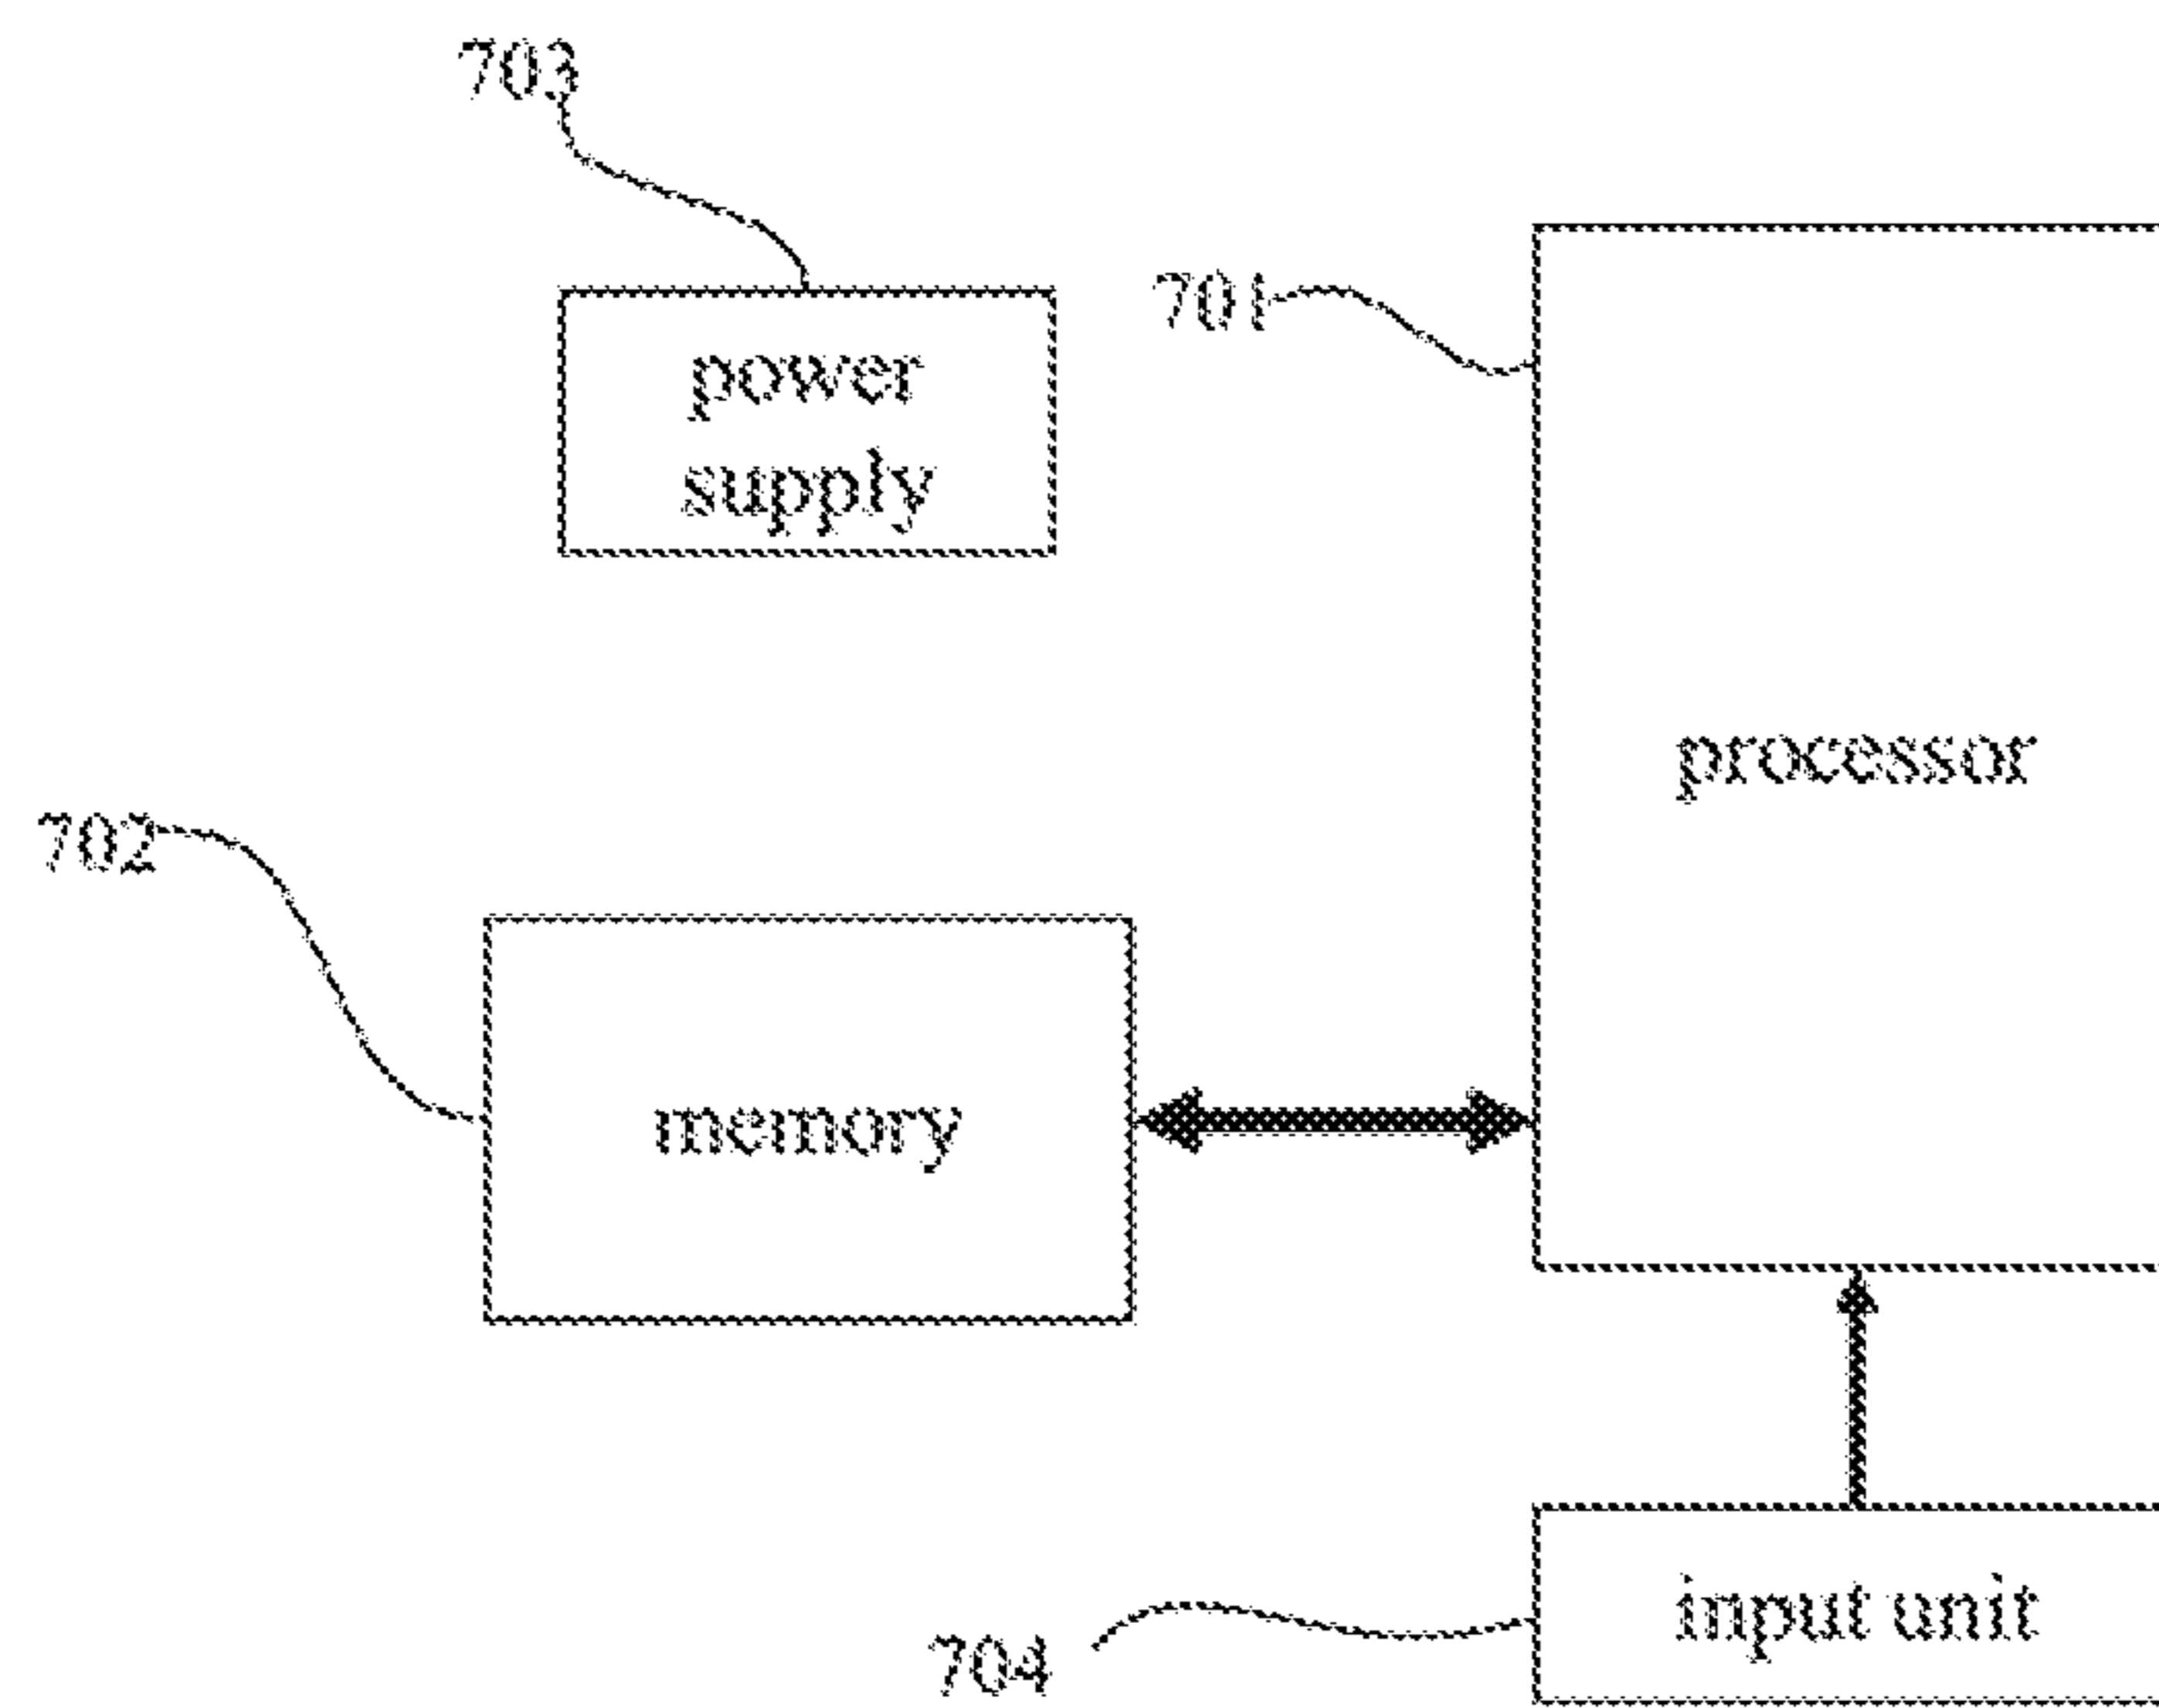 703
701
power
supply
processor
702
memory
input unit
704